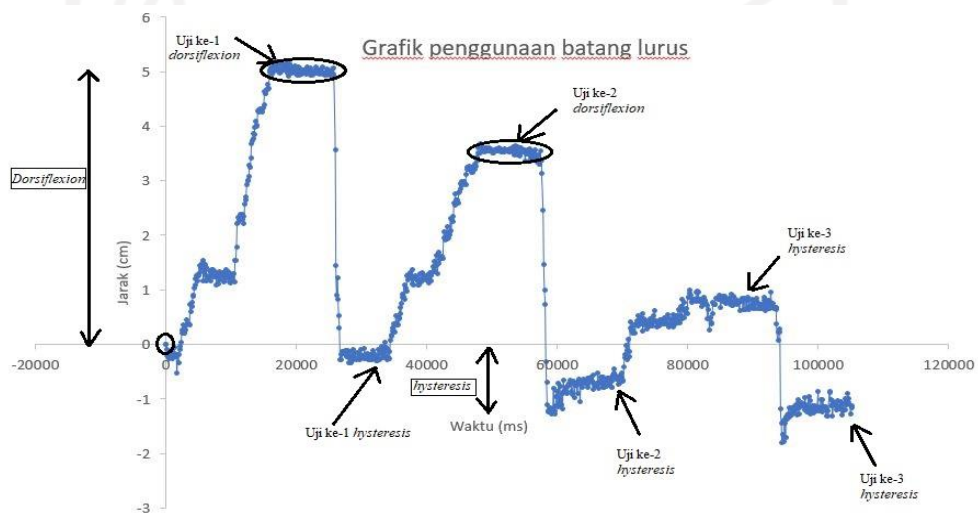 Grafik penggunaan batang lurus
Uji ke-1
dorsiflexion
Uji ke-2
dorsiflexion
Uji ke-3
hysteresis
Dorsiflexion
Jarak (cm)
6
5
4
3
2
1
0
-1
-2
-3
-20000
0
20000
40000
60000
80000
100000
120000
hysteresis
Waktu (ms)
Uji ke-1 hysteresis
Uji ke-2
hysteresis
Uji ke-3
hysteresis